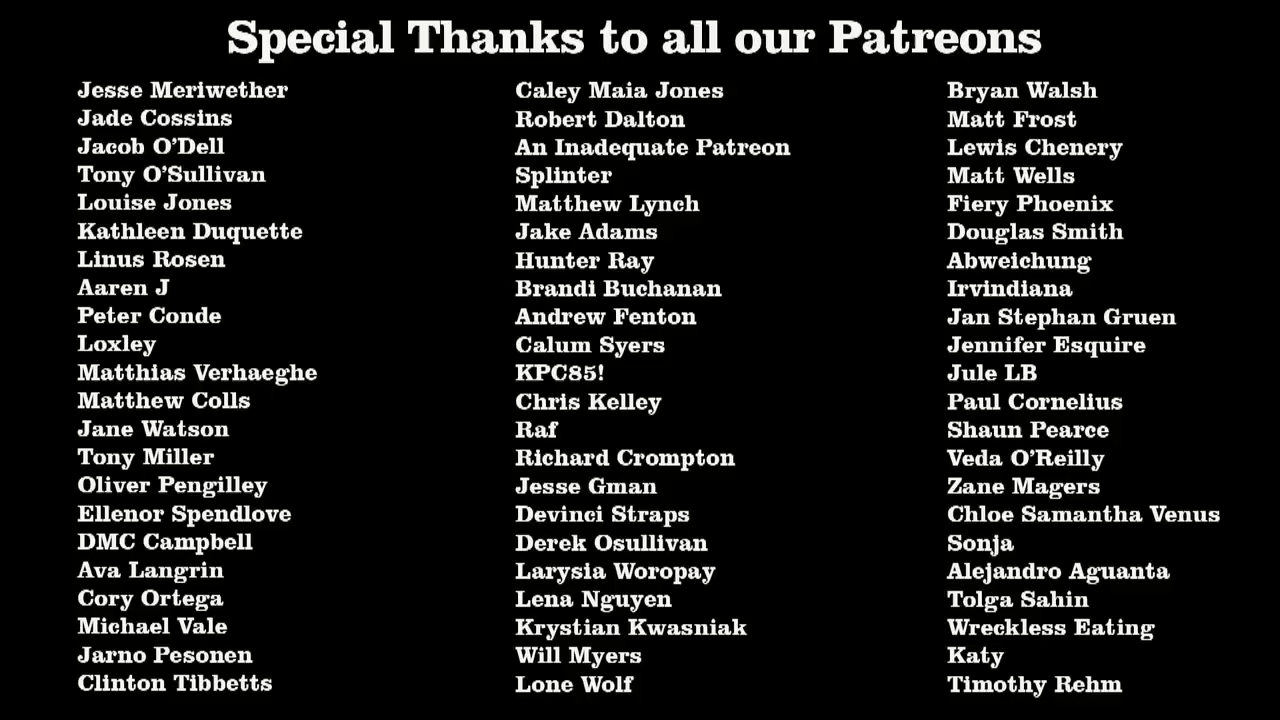 Special Thanks to all our Patreons
Jesse Meriwether
Jade Cossins
Jacob O'Dell
Tony O'Sullivan
Louise Jones
Kathleen Duquette
Linus Rosen
Aaren J
Peter Conde
Loxley
Matthias Verhaeghe
Matthew Colls
Jane Watson
Tony Miller
Oliver Pengilley
Ellenor Spendlove
DMC Campbell
Ava Langrin
Cory Ortega
Michael Vale
Jarno Pesonen
Clinton Tibbetts
Caley Maia Jones
Robert Dalton
An Inadequate Patreon
Splinter
Matthew Lynch
Jake Adams
Hunter Ray
Brandi Buchanan
Andrew Fenton
Calum Syers
KPC85!
Chris Kelley
Raf
Richard Crompton
Jesse Gman
Devinci Straps
Derek Osullivan
Larysia Woropay
Lena Nguyen
Krystian Kwasniak
Will Myers
Lone Wolf
Bryan Walsh
Matt Frost
Lewis Chenery
Matt Wells
Fiery Phoenix
Douglas Smith
Abweichung
Irvindiana
Jan Stephan Gruen
Jennifer Esquire
Jule LB
Paul Cornelius
Shaun Pearce
Veda O'Reilly
Zane Magers
Chloe Samantha Venus
Sonja
Alejandro Aguanta
Tolga Sahin
Wreckless Eating
Katy
Timothy Rehm